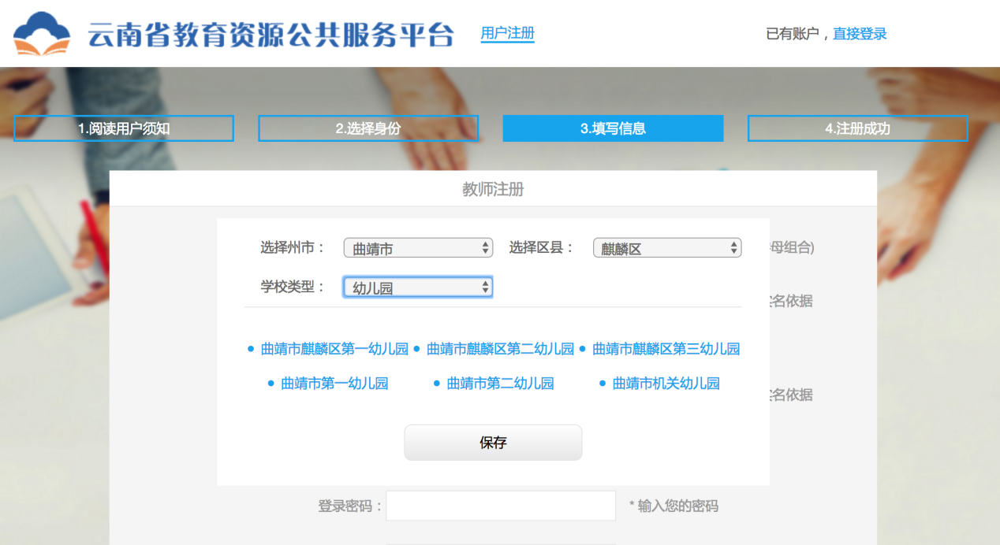 云南省教育资源公共服务平台 用户注册 已有账户，直接登录
1.阅读用户须知 2.选择身份 3.填写信息 4.注册成功
教师注册
选择州市： 曲靖市 选择区县： 麒麟区 母组合)
学校类型： 幼儿园 名依据
曲靖市麒麟区第一幼儿园 曲靖市麒麟区第二幼儿园 曲靖市麒麟区第三幼儿园
曲靖市第一幼儿园 曲靖市第二幼儿园 曲靖市机关幼儿园
名依据
保存
登录密码： * 输入您的密码